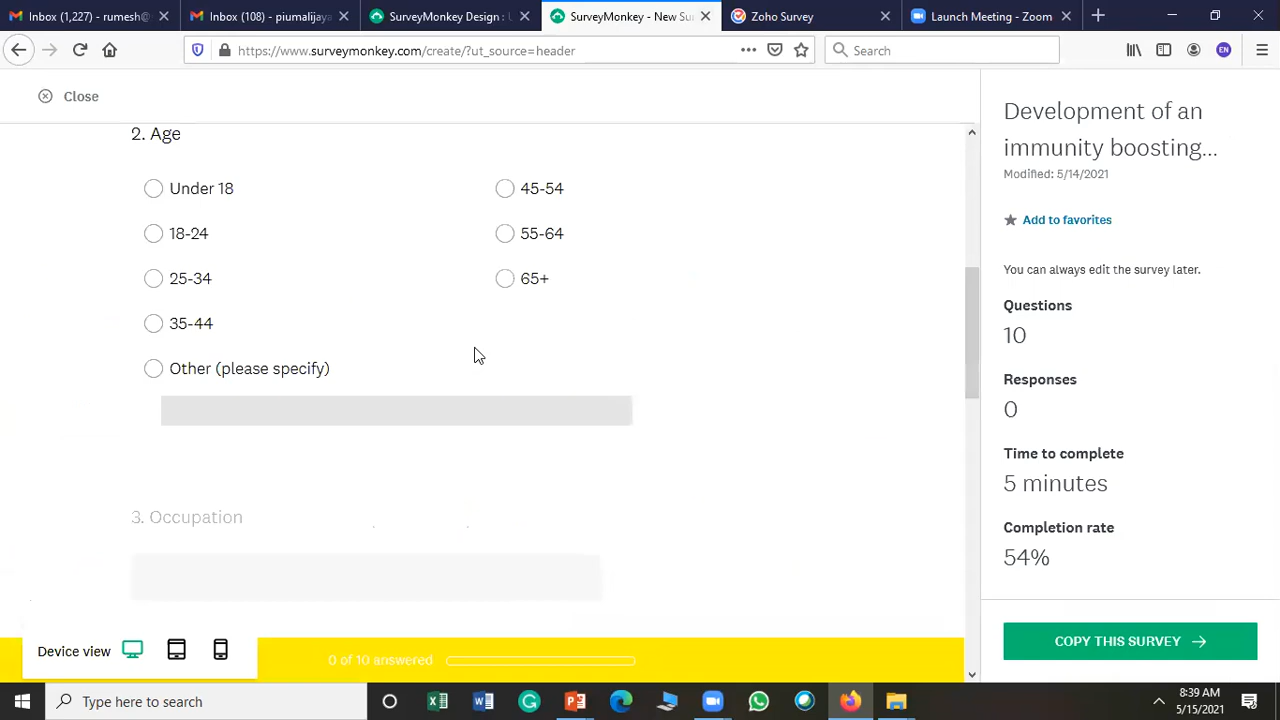 Inbox (1,227) - rumesh@
Inbox (108) - piumalijaya
SurveyMonkey Design :
SurveyMonkey - New Su
Zoho Survey
Launch Meeting - Zoom
https://www.surveymonkey.com/create/?ut_source=header
Search
EN
Close
2. Age
Under 18
45-54
18-24
55-64
25-34
65+
35-44
Other (please specify)
3. Occupation
Device view
0 of 10 answered
Development of an
immunity boosting...
Modified: 5/14/2021
Add to favorites
You can always edit the survey later.
Questions
10
Responses
0
Time to complete
5 minutes
Completion rate
54%
COPY THIS SURVEY
Type here to search
8:39 AM
5/15/2021